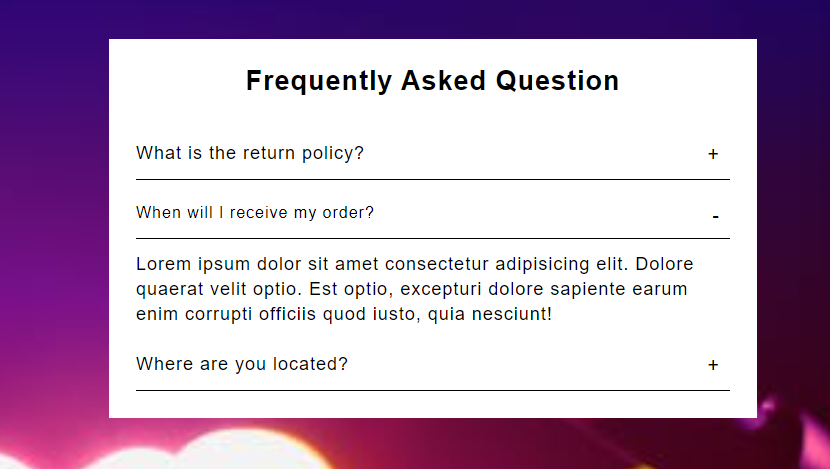 Frequently Asked Question
What is the return policy? +
When will I receive my order? -
Lorem ipsum dolor sit amet consectetur adipisicing elit. Dolore
quaerat velit optio. Est optio, excepturi dolore sapiente earum
enim corrupti officiis quod iusto, quia nesciunt!
Where are you located? +